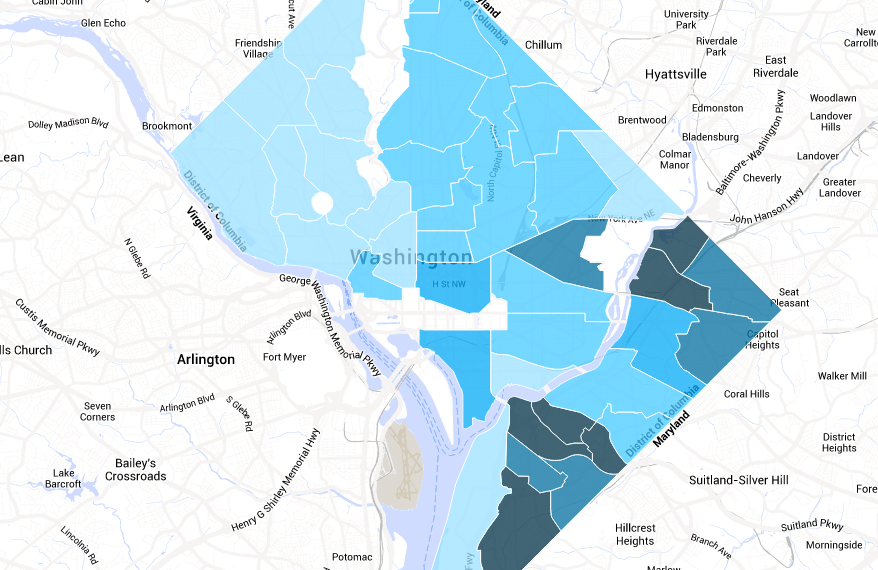 Cabin John
Glen Echo
cut Ave
Maryland
of Columbia
University
Park
New
Carrollto
Riverdale
Park
Friendship
Village
Chillum
East
Riverdale
Hyattsville
Woodlawn
Edmonston
Landover
Hills
Brentwood
Dolley Madison Blvd
Brookmont
Bladensburg
Baltimore-Washington Pkwy
Lean
Colmar
Manor
Landover
North Capitol
Cheverly
Greater
Landover
District of Columbia
Virginia
New York Ave NE
John Hanson Hwy
N Glebe Rd
Washington
George Washington Memorial Pkwy
H St NW
Seat
Pleasant
Custis Memorial Pkwy
Arlington Blvd
Capitol
Heights
lls Church
Arlington
Fort Myer
Walker Mill
Coral Hills
Seven
Corners
Arlington Blvd
S Glebe Rd
District of Columbia
Maryland
District
Heights
Bailey's
Crossroads
Lake
Barcroft
Henry G Shirley Memorial Hwy
Suitland-Silver Hill
Fore
Lincolnia Rd
Hillcrest
Heights
Suitland Pkwy
Branch Ave
Morningside
Potomac
Fwy
Marlow